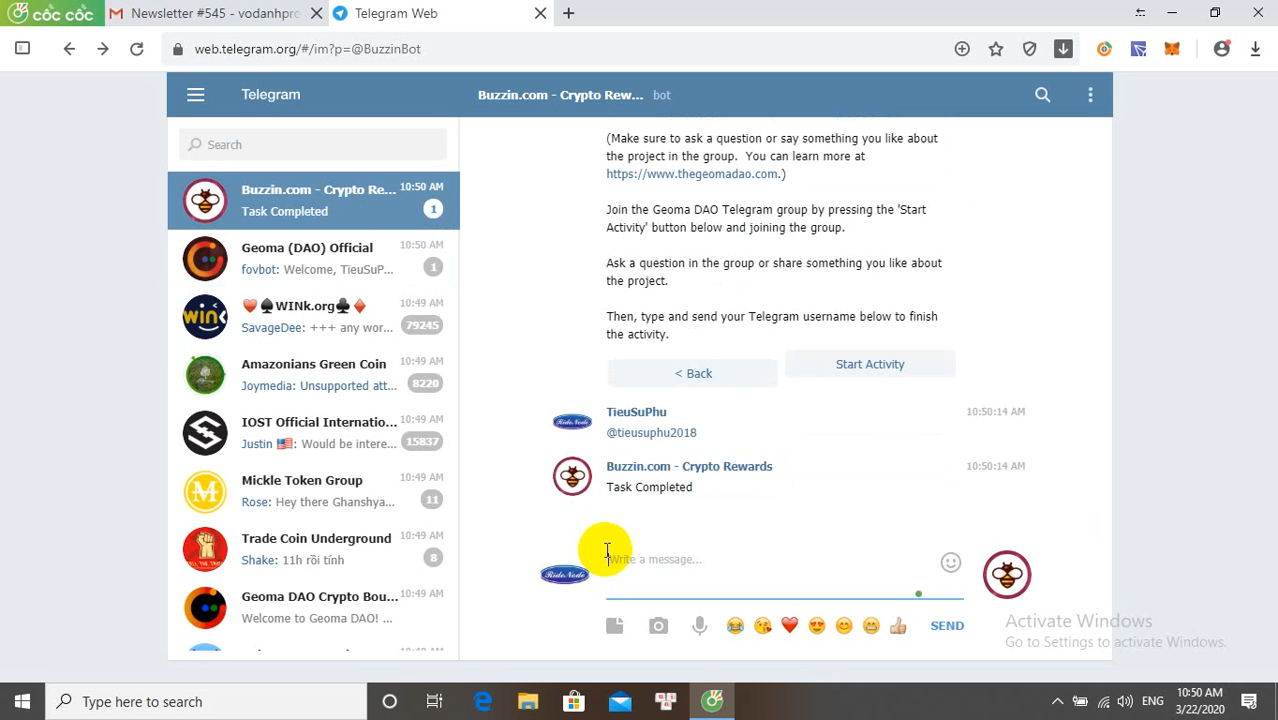 cốc cốc
Newsletter #545 - vodanhpro
Telegram Web
web.telegram.org/#/im?p=@BuzzinBot
Telegram
Buzzin.com - Crypto Rew... bot
Search
Buzzin.com - Crypto Re... 10:50 AM
Task Completed 1
Geoma (DAO) Official 10:50 AM
fovbot: Welcome, TieuSuP... 1
WINk.org 10:49 AM
SavageDee: +++ any wor... 79245
Amazonians Green Coin 10:49 AM
Joymedia: Unsupported att... 8220
IOST Official Internatio... 10:49 AM
Justin 🇺🇸: Would be intere... 15837
Mickle Token Group 10:49 AM
Rose: Hey there Ghanshya... 11
Trade Coin Underground 10:49 AM
Shake: 11h rồi tính 8
Geoma DAO Crypto Bou... 10:49 AM
Welcome to Geoma DAO! ...
(Make sure to ask a question or say something you like about
the project in the group.  You can learn more at
https://www.thegeomadao.com.)
Join the Geoma DAO Telegram group by pressing the 'Start
Activity' button below and joining the group.
Ask a question in the group or share something you like about
the project.
Then, type and send your Telegram username below to finish
the activity.
< Back
Start Activity
RideNode
TieuSuPhu 10:50:14 AM
@tieusuphu2018
Buzzin.com - Crypto Rewards 10:50:14 AM
Task Completed
Write a message...
RideNode
SEND
Activate Windows
Go to Settings to activate Windows.
Type here to search
ENG
10:50 AM
3/22/2020